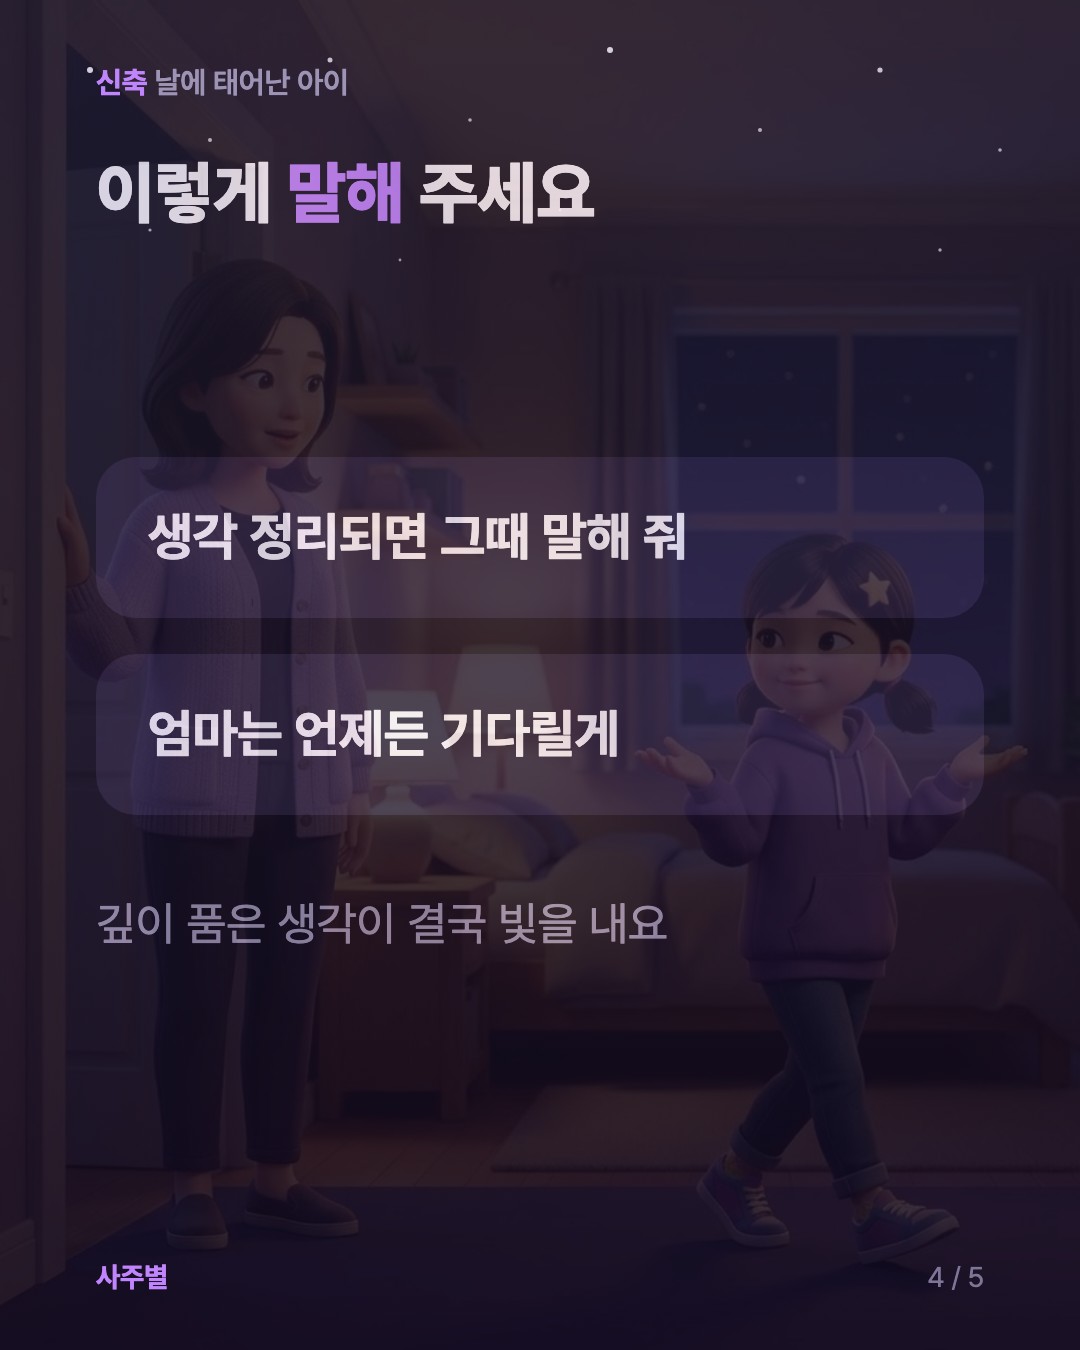 신축 날에 태어난 아이
이렇게 말해 주세요
생각 정리되면 그때 말해 줘
엄마는 언제든 기다릴게
깊이 품은 생각이 결국 빛을 내요
사주별
4 / 5